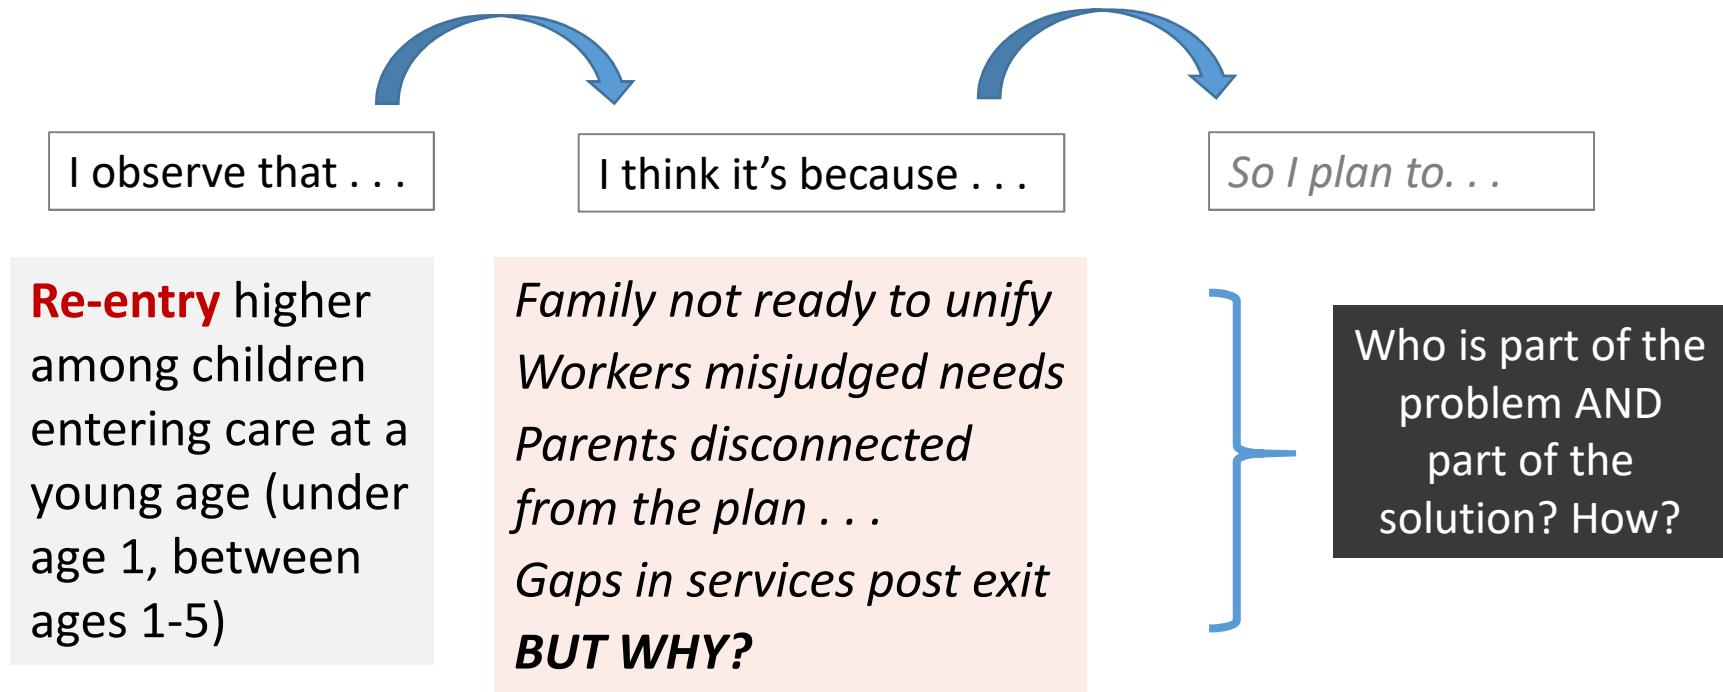 I observe that . . .
I think it’s because . . .
So I plan to. . .
Re-entry higher
among children
entering care at a
young age (under
age 1, between
ages 1-5)
Family not ready to unify
Workers misjudged needs
Parents disconnected
from the plan . . .
Gaps in services post exit
BUT WHY?
Who is part of the
problem AND
part of the
solution? How?